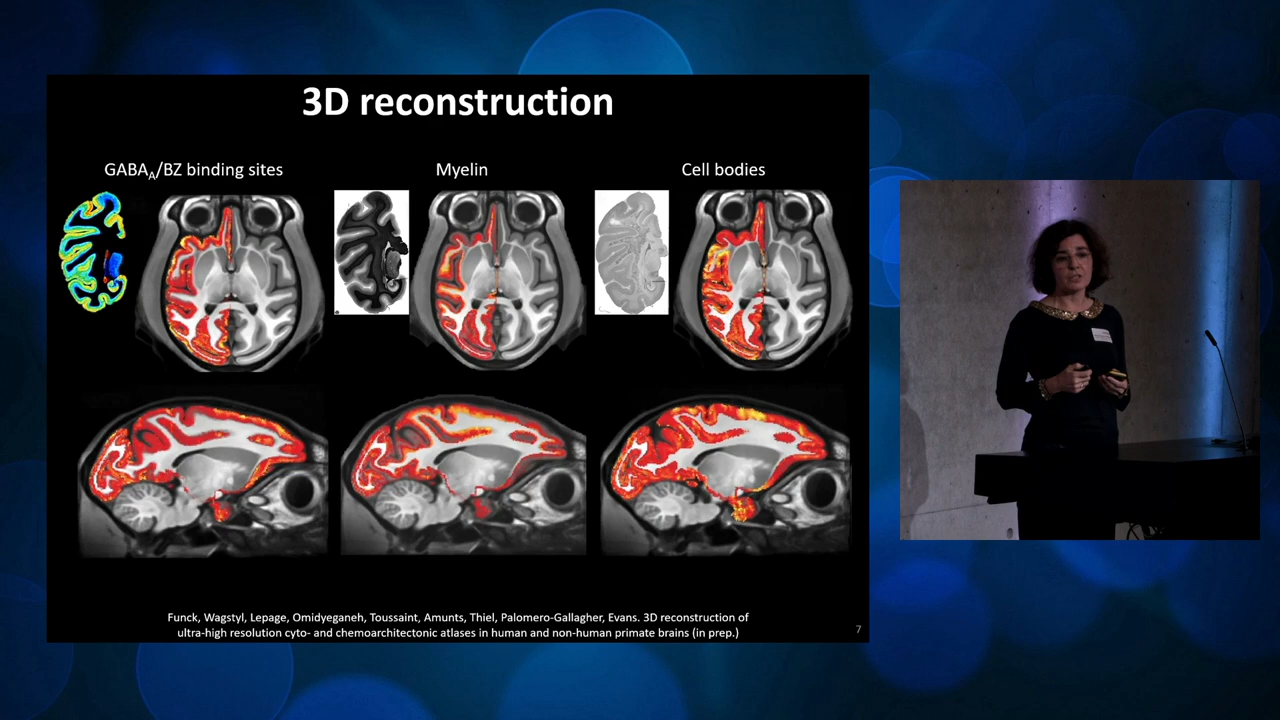 3D reconstruction
GABAA/BZ binding sites
Myelin
Cell bodies
Funck, Wagstyl, Lepage, Omidyeganeh, Toussaint, Amunts, Thiel, Palomero-Gallagher, Evans. 3D reconstruction of
ultra-high resolution cyto- and chemoarchitectonic atlases in human and non-human primate brains (in prep.)
7